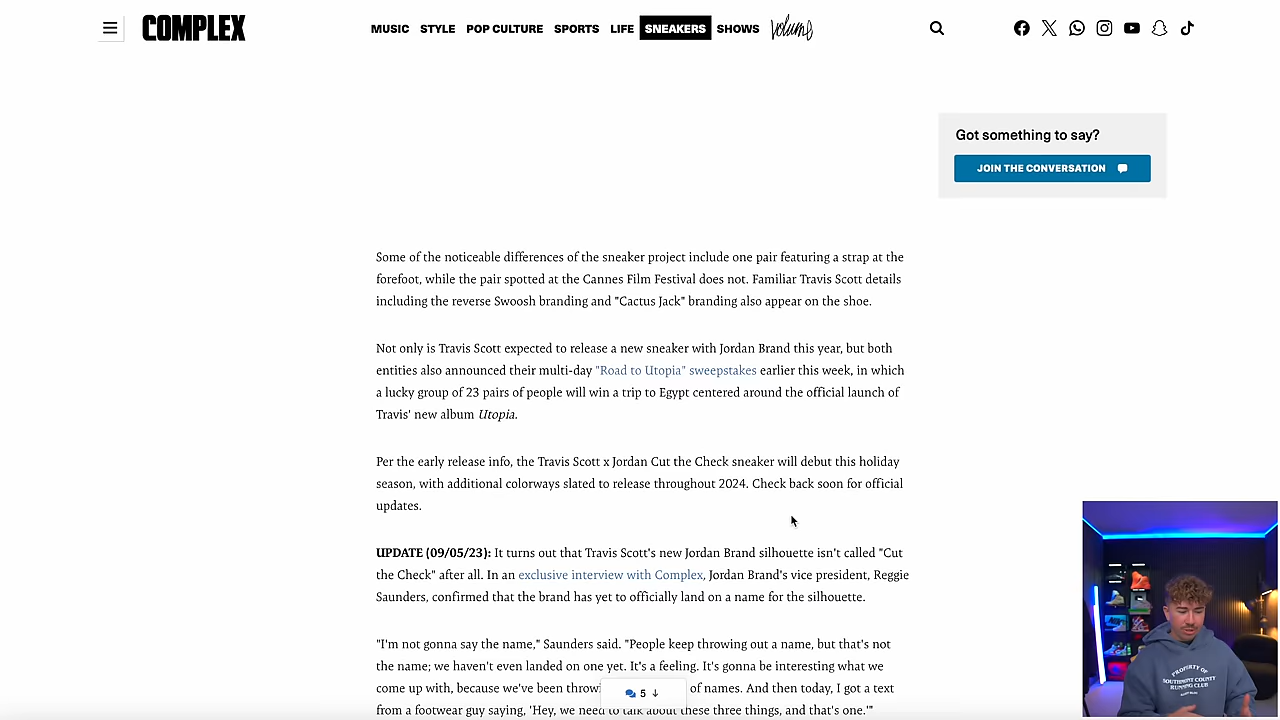 COMPLEX
MUSIC STYLE POP CULTURE SPORTS LIFE SNEAKERS SHOWS Volume
Got something to say?
JOIN THE CONVERSATION
Some of the noticeable differences of the sneaker project include one pair featuring a strap at the
forefoot, while the pair spotted at the Cannes Film Festival does not. Familiar Travis Scott details
including the reverse Swoosh branding and "Cactus Jack" branding also appear on the shoe.
Not only is Travis Scott expected to release a new sneaker with Jordan Brand this year, but both
entities also announced their multi-day "Road to Utopia" sweepstakes earlier this week, in which
a lucky group of 23 pairs of people will win a trip to Egypt centered around the official launch of
Travis' new album Utopia.
Per the early release info, the Travis Scott x Jordan Cut the Check sneaker will debut this holiday
season, with additional colorways slated to release throughout 2024. Check back soon for official
updates.
UPDATE (09/05/23): It turns out that Travis Scott's new Jordan Brand silhouette isn't called "Cut
the Check" after all. In an exclusive interview with Complex, Jordan Brand's vice president, Reggie
Saunders, confirmed that the brand has yet to officially land on a name for the silhouette.
"I'm not gonna say the name," Saunders said. "People keep throwing out a name, but that's not
the name; we haven't even landed on one yet. It's a feeling. It's gonna be interesting what we
come up with, because we've been throwi of names. And then today, I got a text
from a footwear guy saying, 'Hey, we need to talk about these three things, and that's one.'"
5
PROPERTY OF
SOUTHMONT COUNTY
RUNNING CLUB